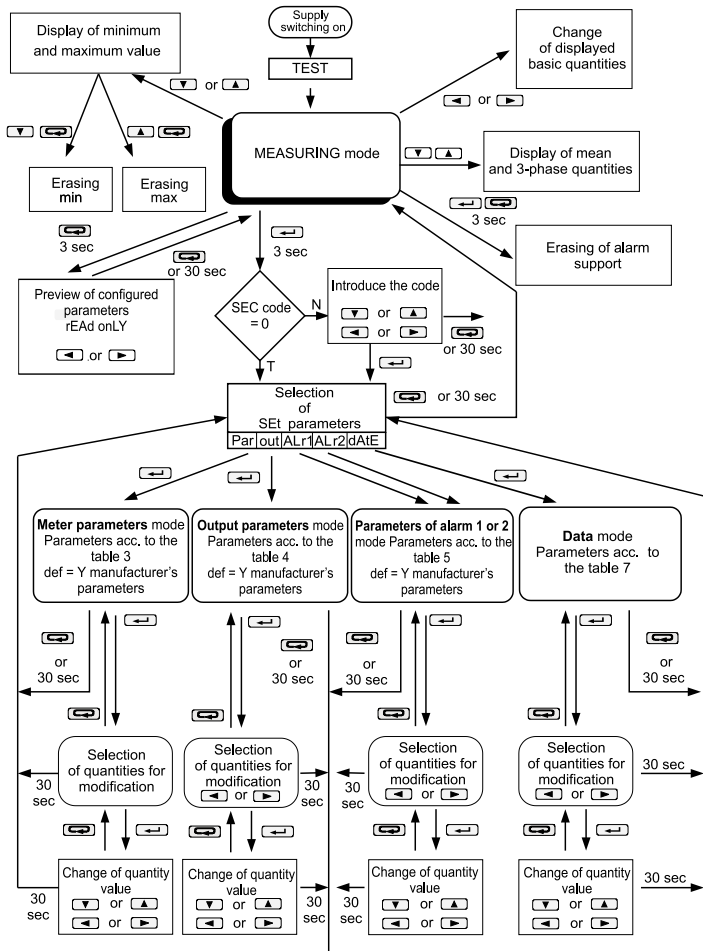 Supply
switching on
TEST
Display of minimum
and maximum value
or
Change
of displayed
basic quantities
or
MEASURING mode
Display of mean
and 3-phase quantities
Erasing
min
Erasing
max
3 sec
Erasing of alarm
support
3 sec
or 30 sec
3 sec
Preview of configured
parameters
rEAd onLY
or
SEC code
= 0
N
T
Introduce the code
or
or
or 30 sec
Selection
of
SEt parameters
Par out ALr1 ALr2 dAtE
or 30 sec
Meter parameters mode
Parameters acc. to the
table 3
def = Y manufacturer's
parameters
Output parameters mode
Parameters acc. to the
table 4
def = Y manufacturer's
parameters
Parameters of alarm 1 or 2
mode Parameters acc. to the
table 5
def = Y manufacturer's
parameters
Data mode
Parameters acc. to
the table 7
or
30 sec
or
30 sec
or
30 sec
or
30 sec
Selection
of quantities for
modification
30
sec
Selection
of quantities for
modification
or
30
sec
Selection
of quantities for
modification
or
Selection
of quantities for
modification
or
30 sec
30
sec
Change of quantity
value
or
or
Change of quantity
value
or
or
30
sec
Change of quantity
value
or
or
Change of quantity
value
or
or
30 sec